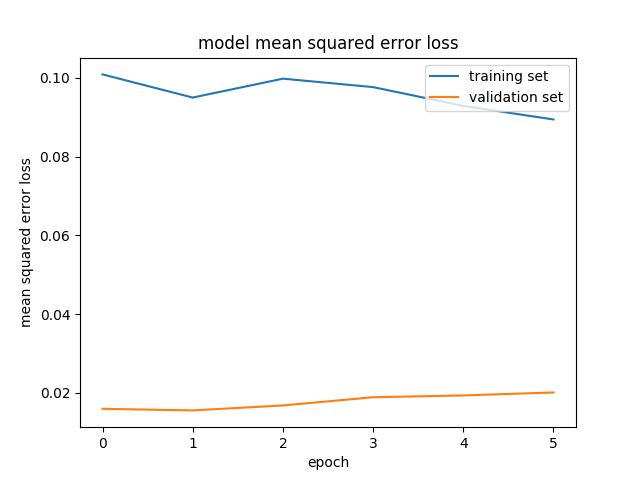 model mean squared error loss
training set
validation set
0.10
0.08
0.06
0.04
0.02
mean squared error loss
0 1 2 3 4 5
epoch